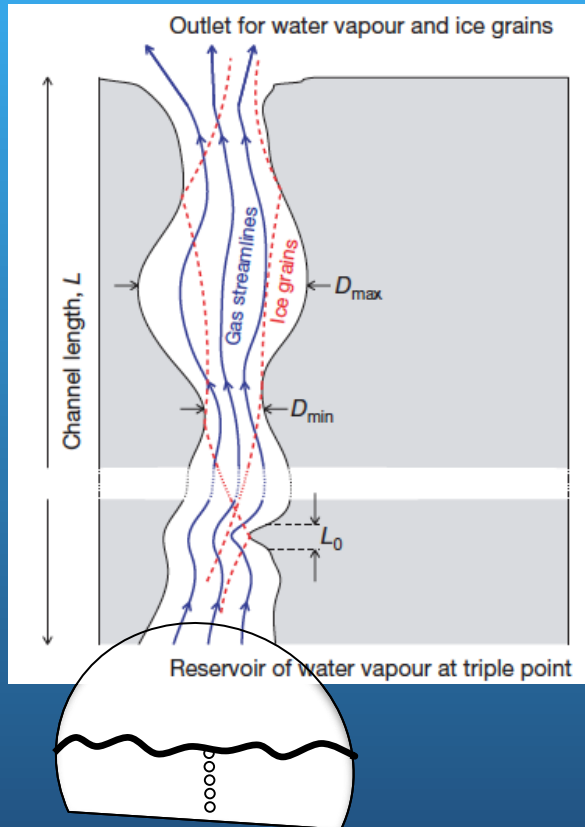 Outlet for water vapour and ice grains
Channel length, L
Gas streamlines
Ice grains
Dmax
Dmin
L0
Reservoir of water vapour at triple point